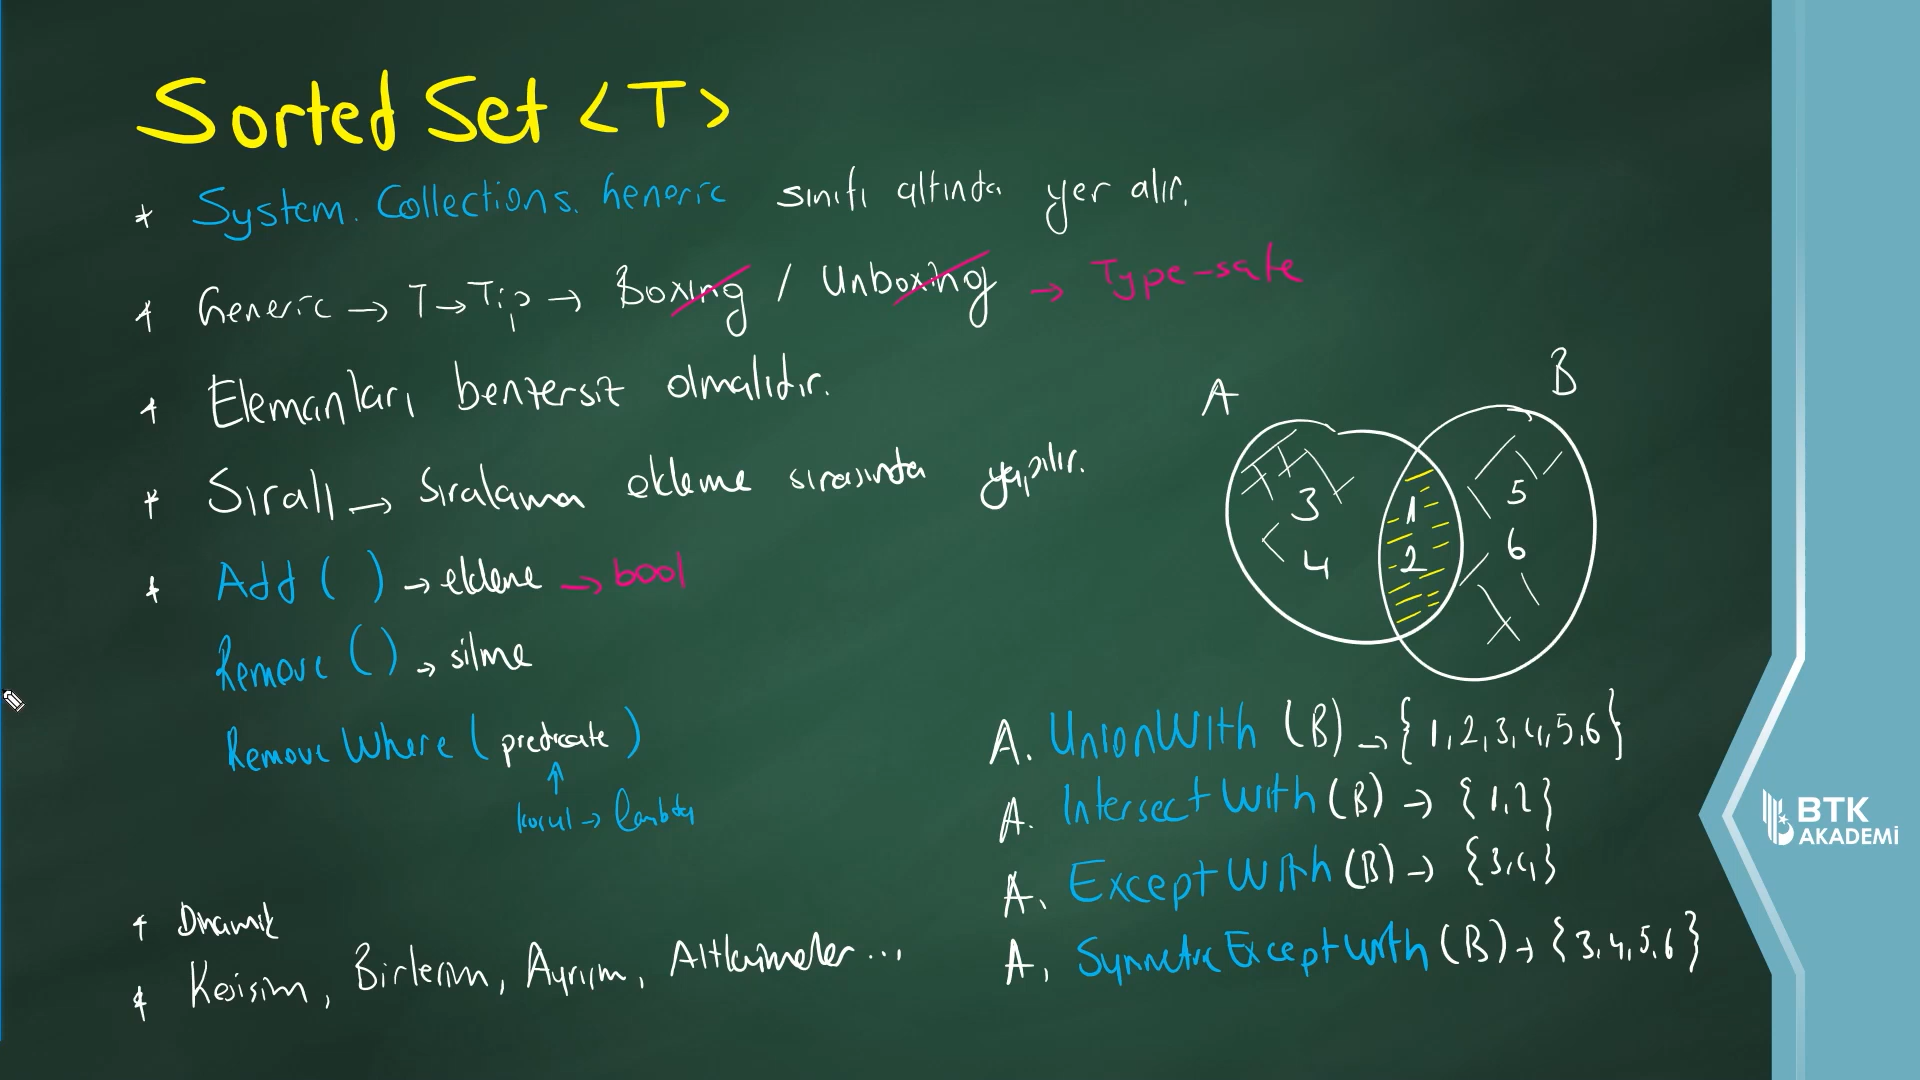 Sorted Set <T>
* System.Collections.Generic sınıfı altında yer alır.
* Generic → T → Tip → Boxing / Unboxing → Type-safe
* Elemanları benzersiz olmalıdır.
* Sıralı → Sıralama ekleme sırasında yapılır.
* Add ( ) → ekleme → bool
Remove ( ) → silme
Remove Where ( predicate )
↑
koşul → lambda
* Dinamik
* Kesişim, Birleşim, Ayrım, Altkümeler ...
A B
3 1 5
4 2 6
A. UnionWith (B) → {1,2,3,4,5,6}
A. IntersectWith (B) → {1,2}
A. ExceptWith (B) → {3,4}
A. SymmetricExceptWith (B) → {3,4,5,6}
BTK
AKADEMİ